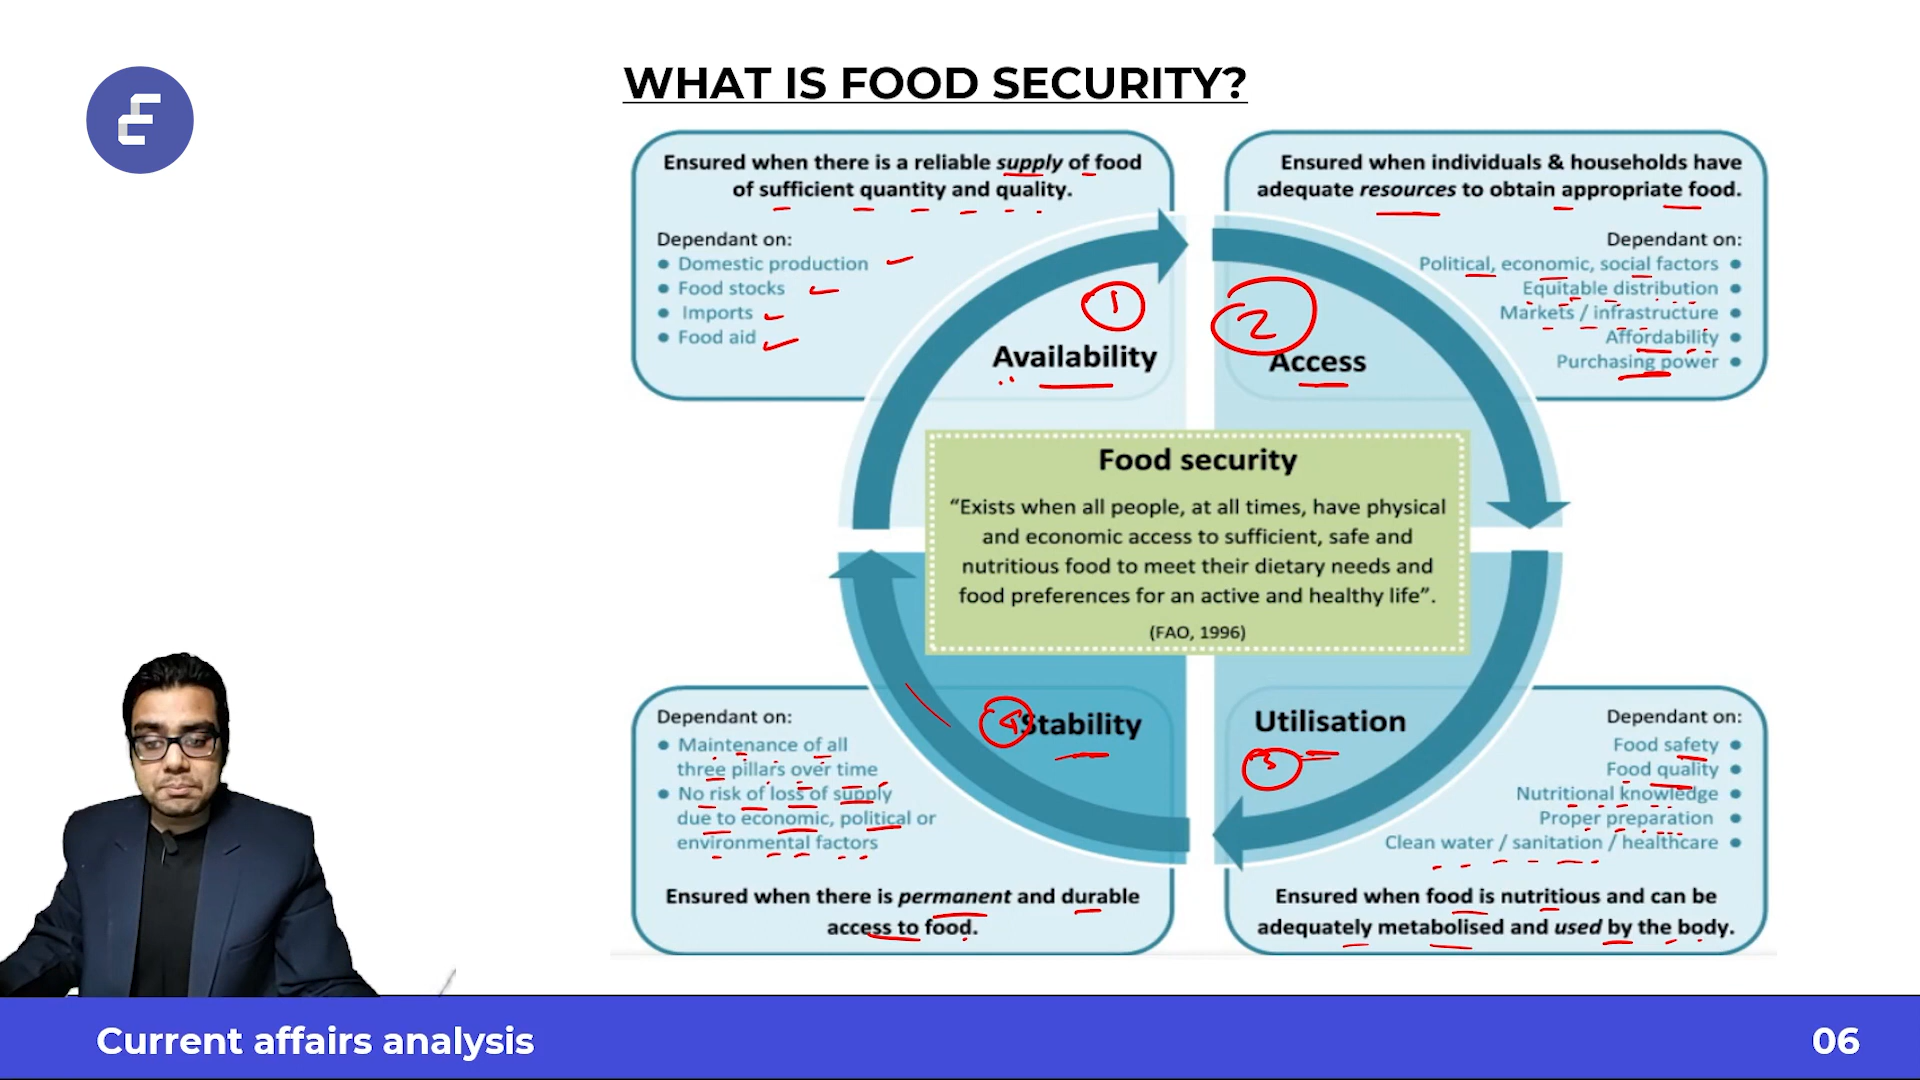 WHAT IS FOOD SECURITY?
Ensured when there is a reliable supply of food
of sufficient quantity and quality.
Dependant on:
Domestic production
Food stocks
Imports
Food aid
1
Availability
Ensured when individuals & households have
adequate resources to obtain appropriate food.
Dependant on:
Political, economic, social factors
Equitable distribution
Markets / infrastructure
Affordability
Purchasing power
2
Access
Food security
“Exists when all people, at all times, have physical
and economic access to sufficient, safe and
nutritious food to meet their dietary needs and
food preferences for an active and healthy life”.
(FAO, 1996)
Dependant on:
Maintenance of all
three pillars over time
No risk of loss of supply
due to economic, political or
environmental factors
4
Stability
Ensured when there is permanent and durable
access to food.
Utilisation
3
Dependant on:
Food safety
Food quality
Nutritional knowledge
Proper preparation
Clean water / sanitation / healthcare
Ensured when food is nutritious and can be
adequately metabolised and used by the body.
Current affairs analysis
06